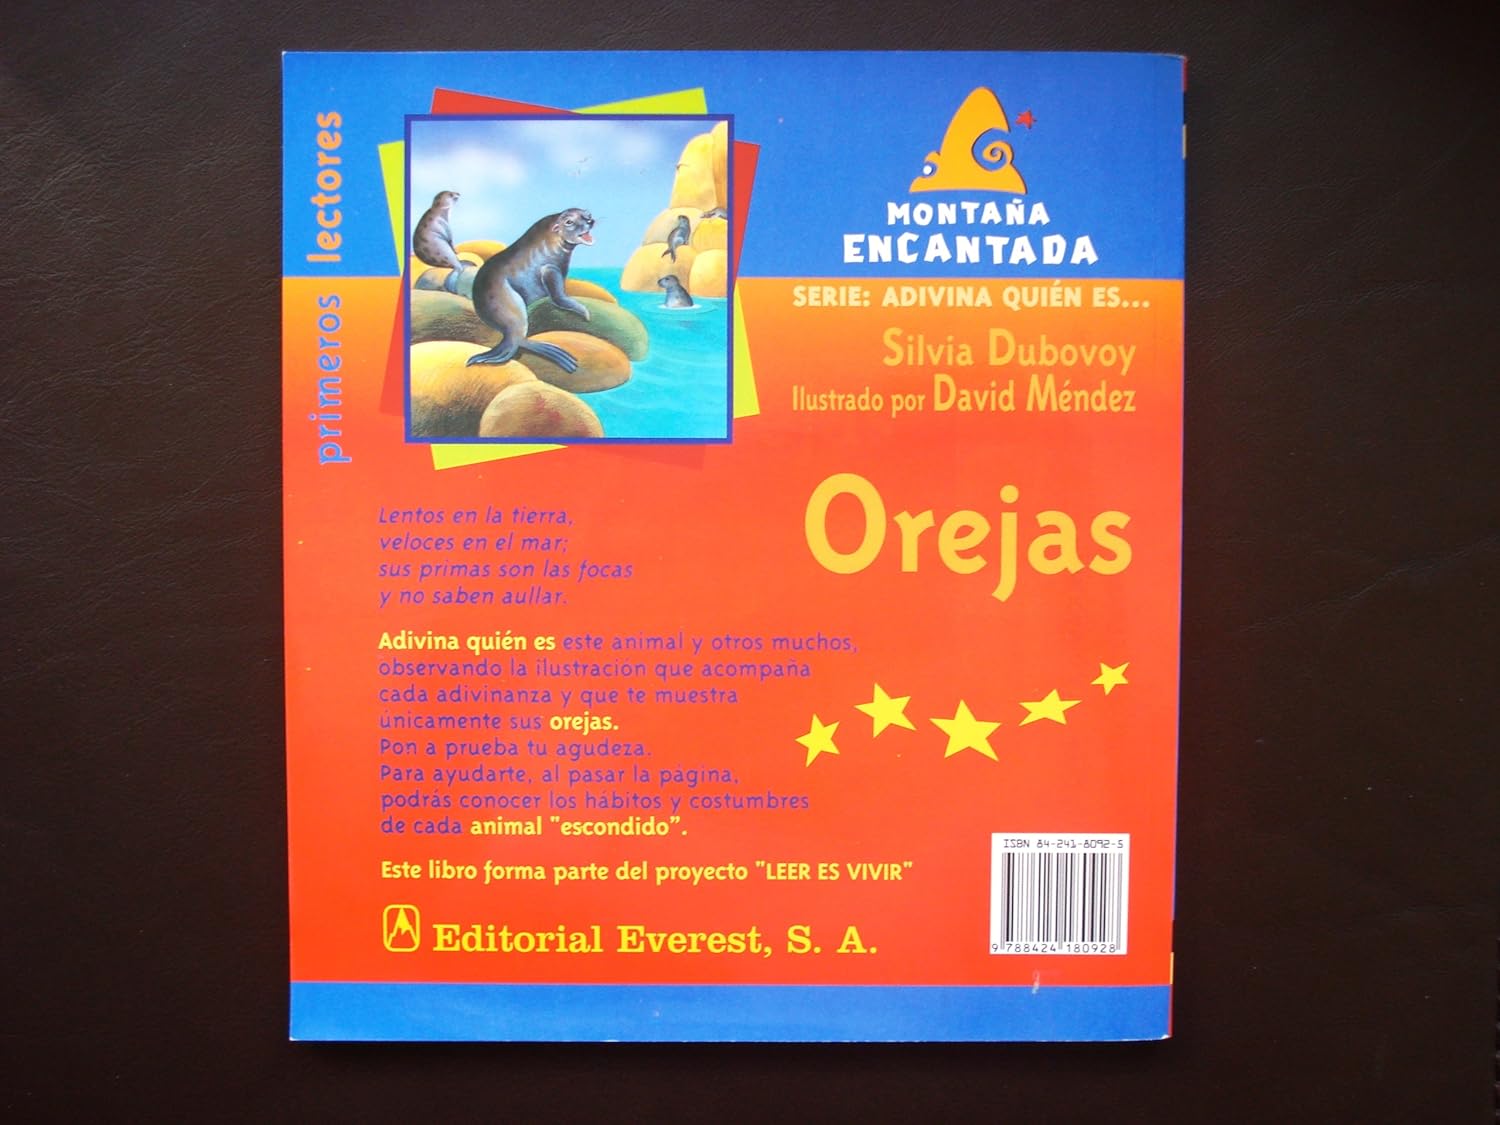 primeros lectores
MONTAÑA
ENCANTADA
SERIE: ADIVINA QUIÉN ES...
Silvia Dubovoy
Ilustrado por David Méndez
Orejas
Lentos en la tierra,
veloces en el mar;
sus primas son las focas
y no saben aullar.
Adivina quién es este animal y otros muchos,
observando la ilustración que acompaña
cada adivinanza y que te muestra
únicamente sus orejas.
Pon a prueba tu agudeza.
Para ayudarte, al pasar la página,
podrás conocer los hábitos y costumbres
de cada animal "escondido".
Este libro forma parte del proyecto "LEER ES VIVIR"
Editorial Everest, S. A.
ISBN 84-241-8092-5
9 788424 180928